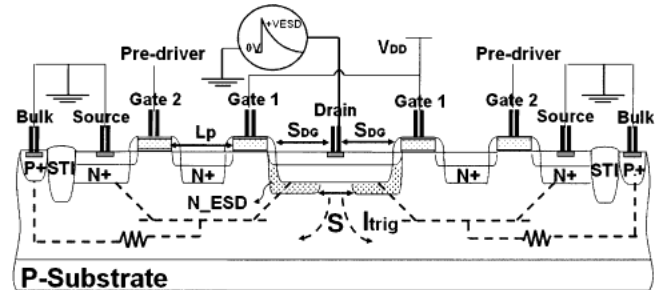 +VESD
0V
Pre-driver
VDD
Pre-driver
Gate 2
Gate 1
Drain
Gate 1
Gate 2
Bulk
Source
Source
Bulk
Lp
SDG
SDG
P+
STI
N+
N+
N+
N+
STI
P+
N_ESD
S
Itrig
P-Substrate